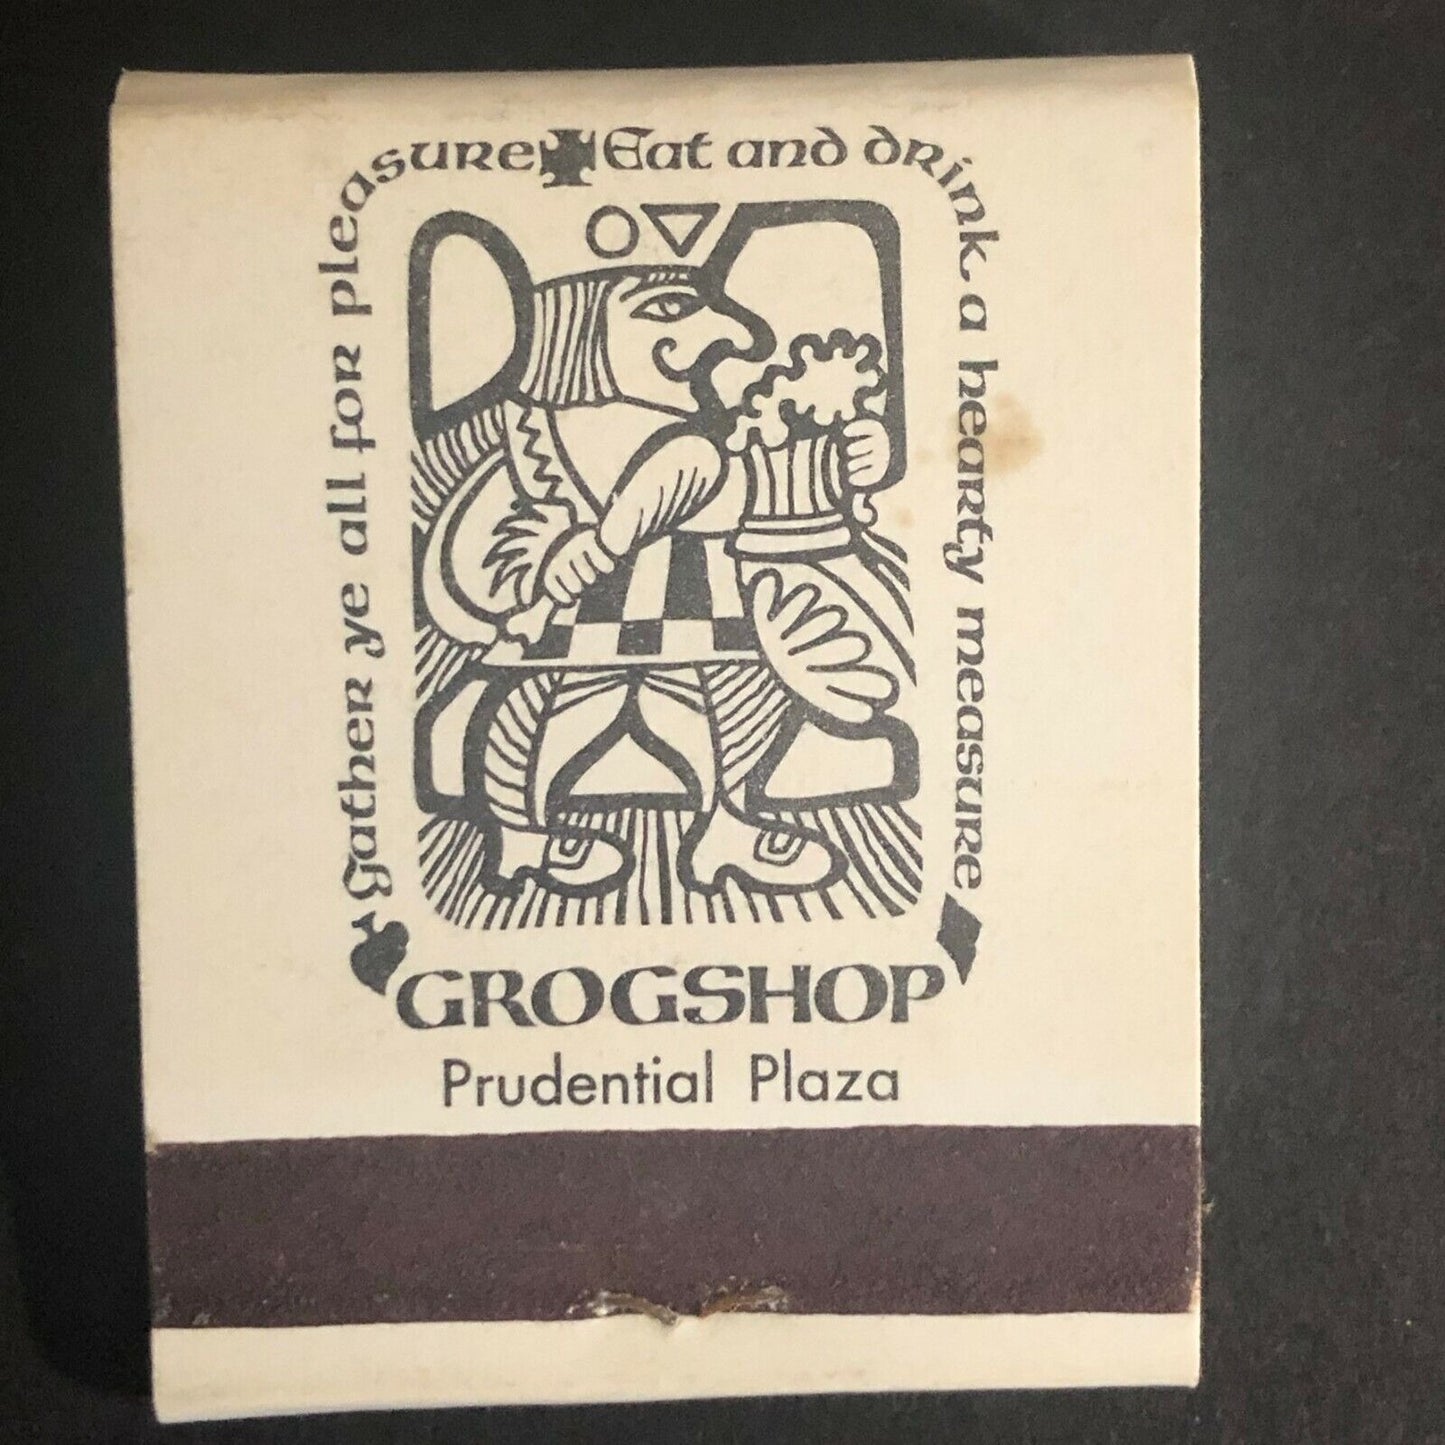 Gather ye all for pleasure Eat and drink a hearty measure
GROGSHOP
Prudential Plaza